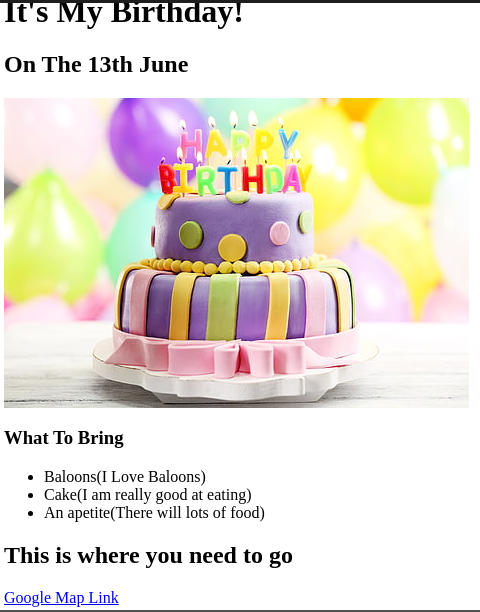 It's My Birthday!
On The 13th June
HAPPY
BIRTHDAY
What To Bring
Baloons(I Love Baloons)
Cake(I am really good at eating)
An apetite(There will lots of food)
This is where you need to go
Google Map Link